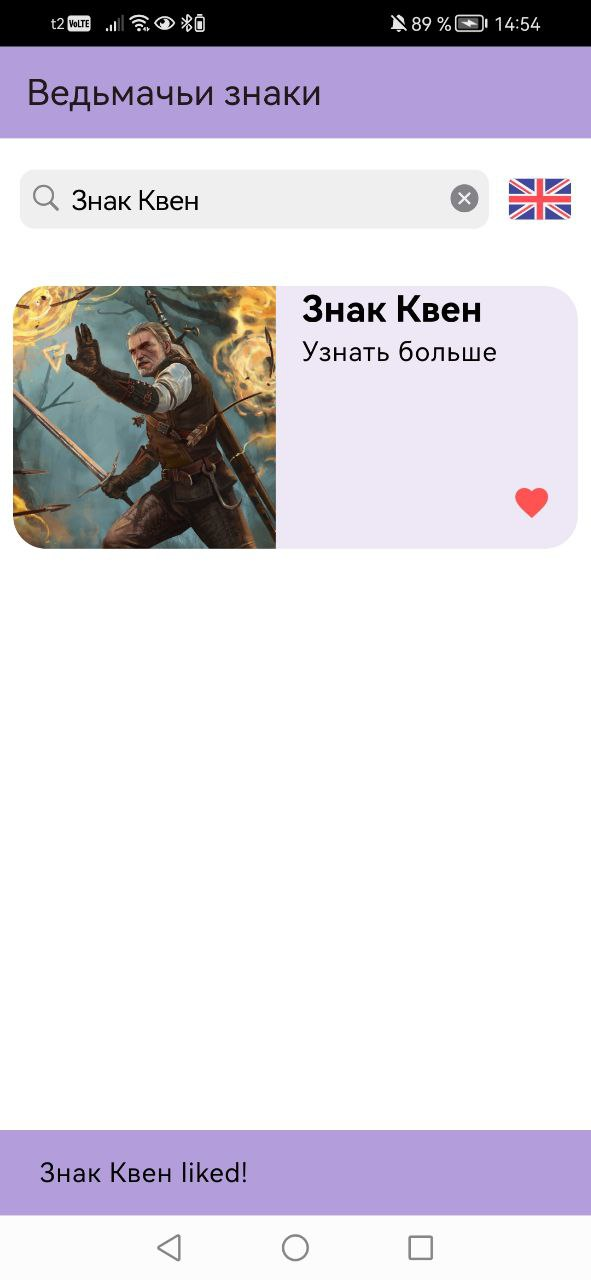 t2 VoLTE 89 % 14:54
Ведьмачьи знаки
Знак Квен
Знак Квен
Узнать больше
Знак Квен liked!